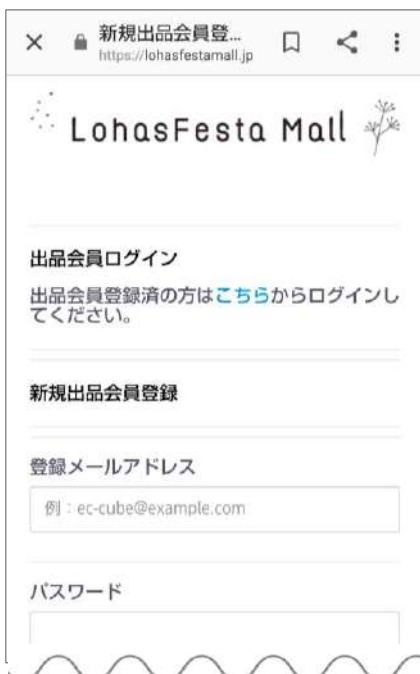 新規出品会員登...
https://lohasfestamall.jp
LohasFesta Mall
出品会員ログイン
出品会員登録済の方はこちらからログインし
てください。
新規出品会員登録
登録メールアドレス
例：ec-cube@example.com
パスワード